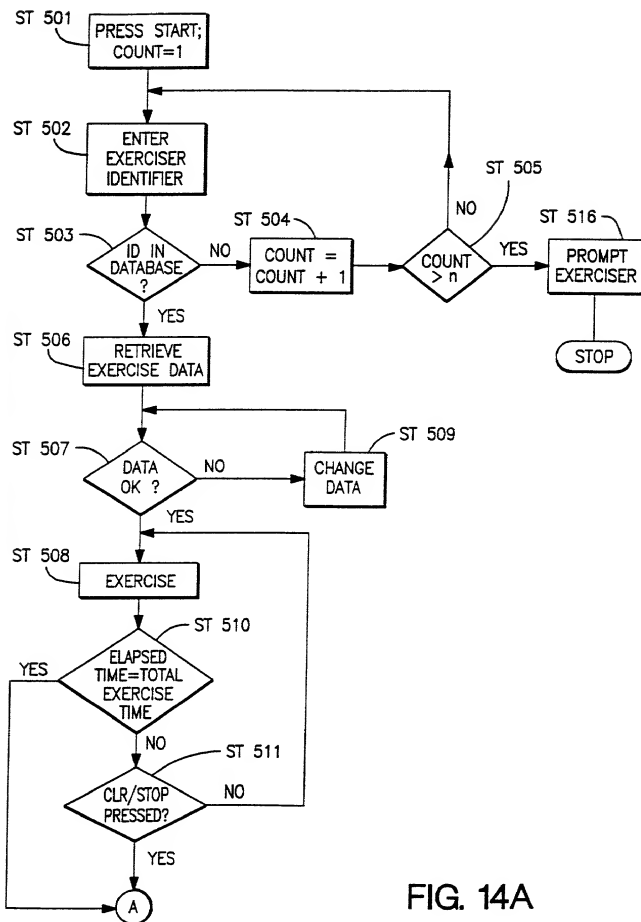 ST 501
PRESS START;
COUNT=1
ST 502
ENTER
EXERCISER
IDENTIFIER
ST 503
ID IN
DATABASE
?
NO
YES
ST 504
COUNT =
COUNT + 1
ST 505
COUNT
> n
NO
YES
ST 516
PROMPT
EXERCISER
STOP
ST 506
RETRIEVE
EXERCISE DATA
ST 507
DATA
OK ?
NO
YES
ST 509
CHANGE
DATA
ST 508
EXERCISE
ST 510
ELAPSED
TIME=TOTAL
EXERCISE
TIME
YES
NO
ST 511
CLR/STOP
PRESSED?
NO
YES
A
FIG. 14A